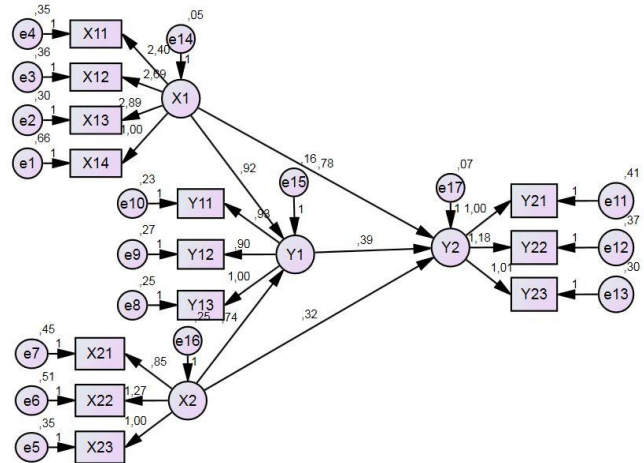 ,35
e4
1
X11
,05
e14
1
2,40
,36
e3
1
X12
2,69
X1
,30
e2
1
X13
2,89
,66
e1
1
X14
1,00
,92
,16
,78
,23
e10
1
Y11
,93
e15
1
,07
e17
1
1,00
Y21
1
,41
e11
,27
e9
1
Y12
,90
Y1
,39
Y2
1,18
Y22
1
,37
e12
,25
e8
1
Y13
1,00
1,01
Y23
1
,30
e13
,25
,74
,32
e16
1
,45
e7
1
X21
,85
,51
e6
1
X22
1,27
X2
,35
e5
1
X23
1,00